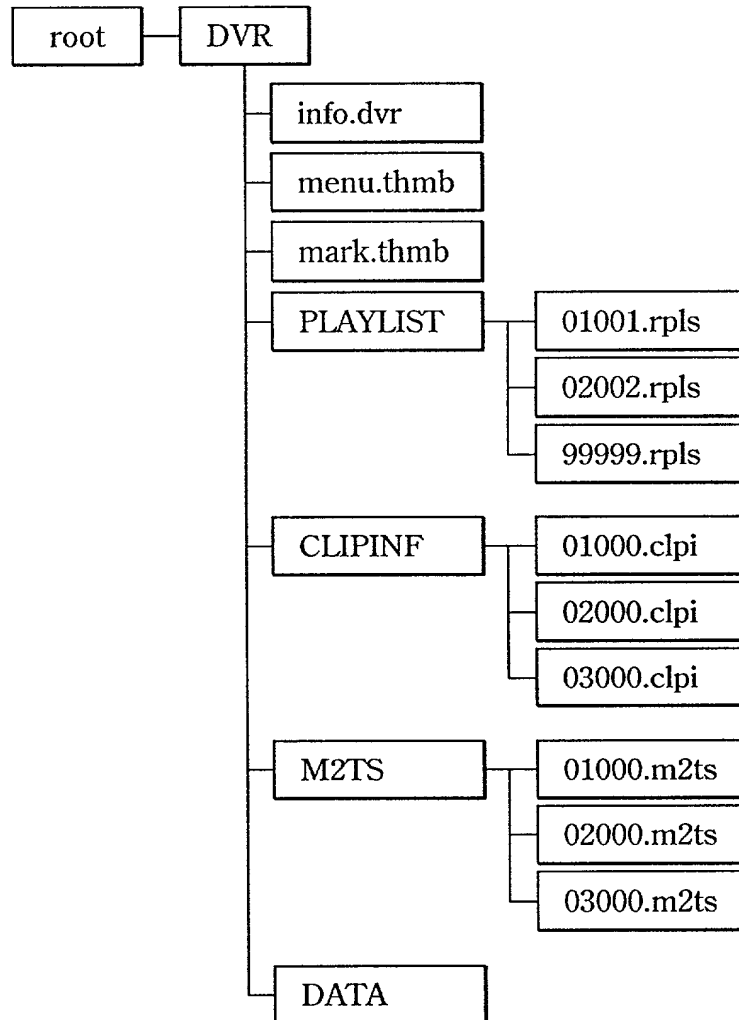 root
DVR
info.dvr
menu.thmb
mark.thmb
PLAYLIST
01001.rpls
02002.rpls
99999.rpls
CLIPINF
01000.clpi
02000.clpi
03000.clpi
M2TS
01000.m2ts
02000.m2ts
03000.m2ts
DATA